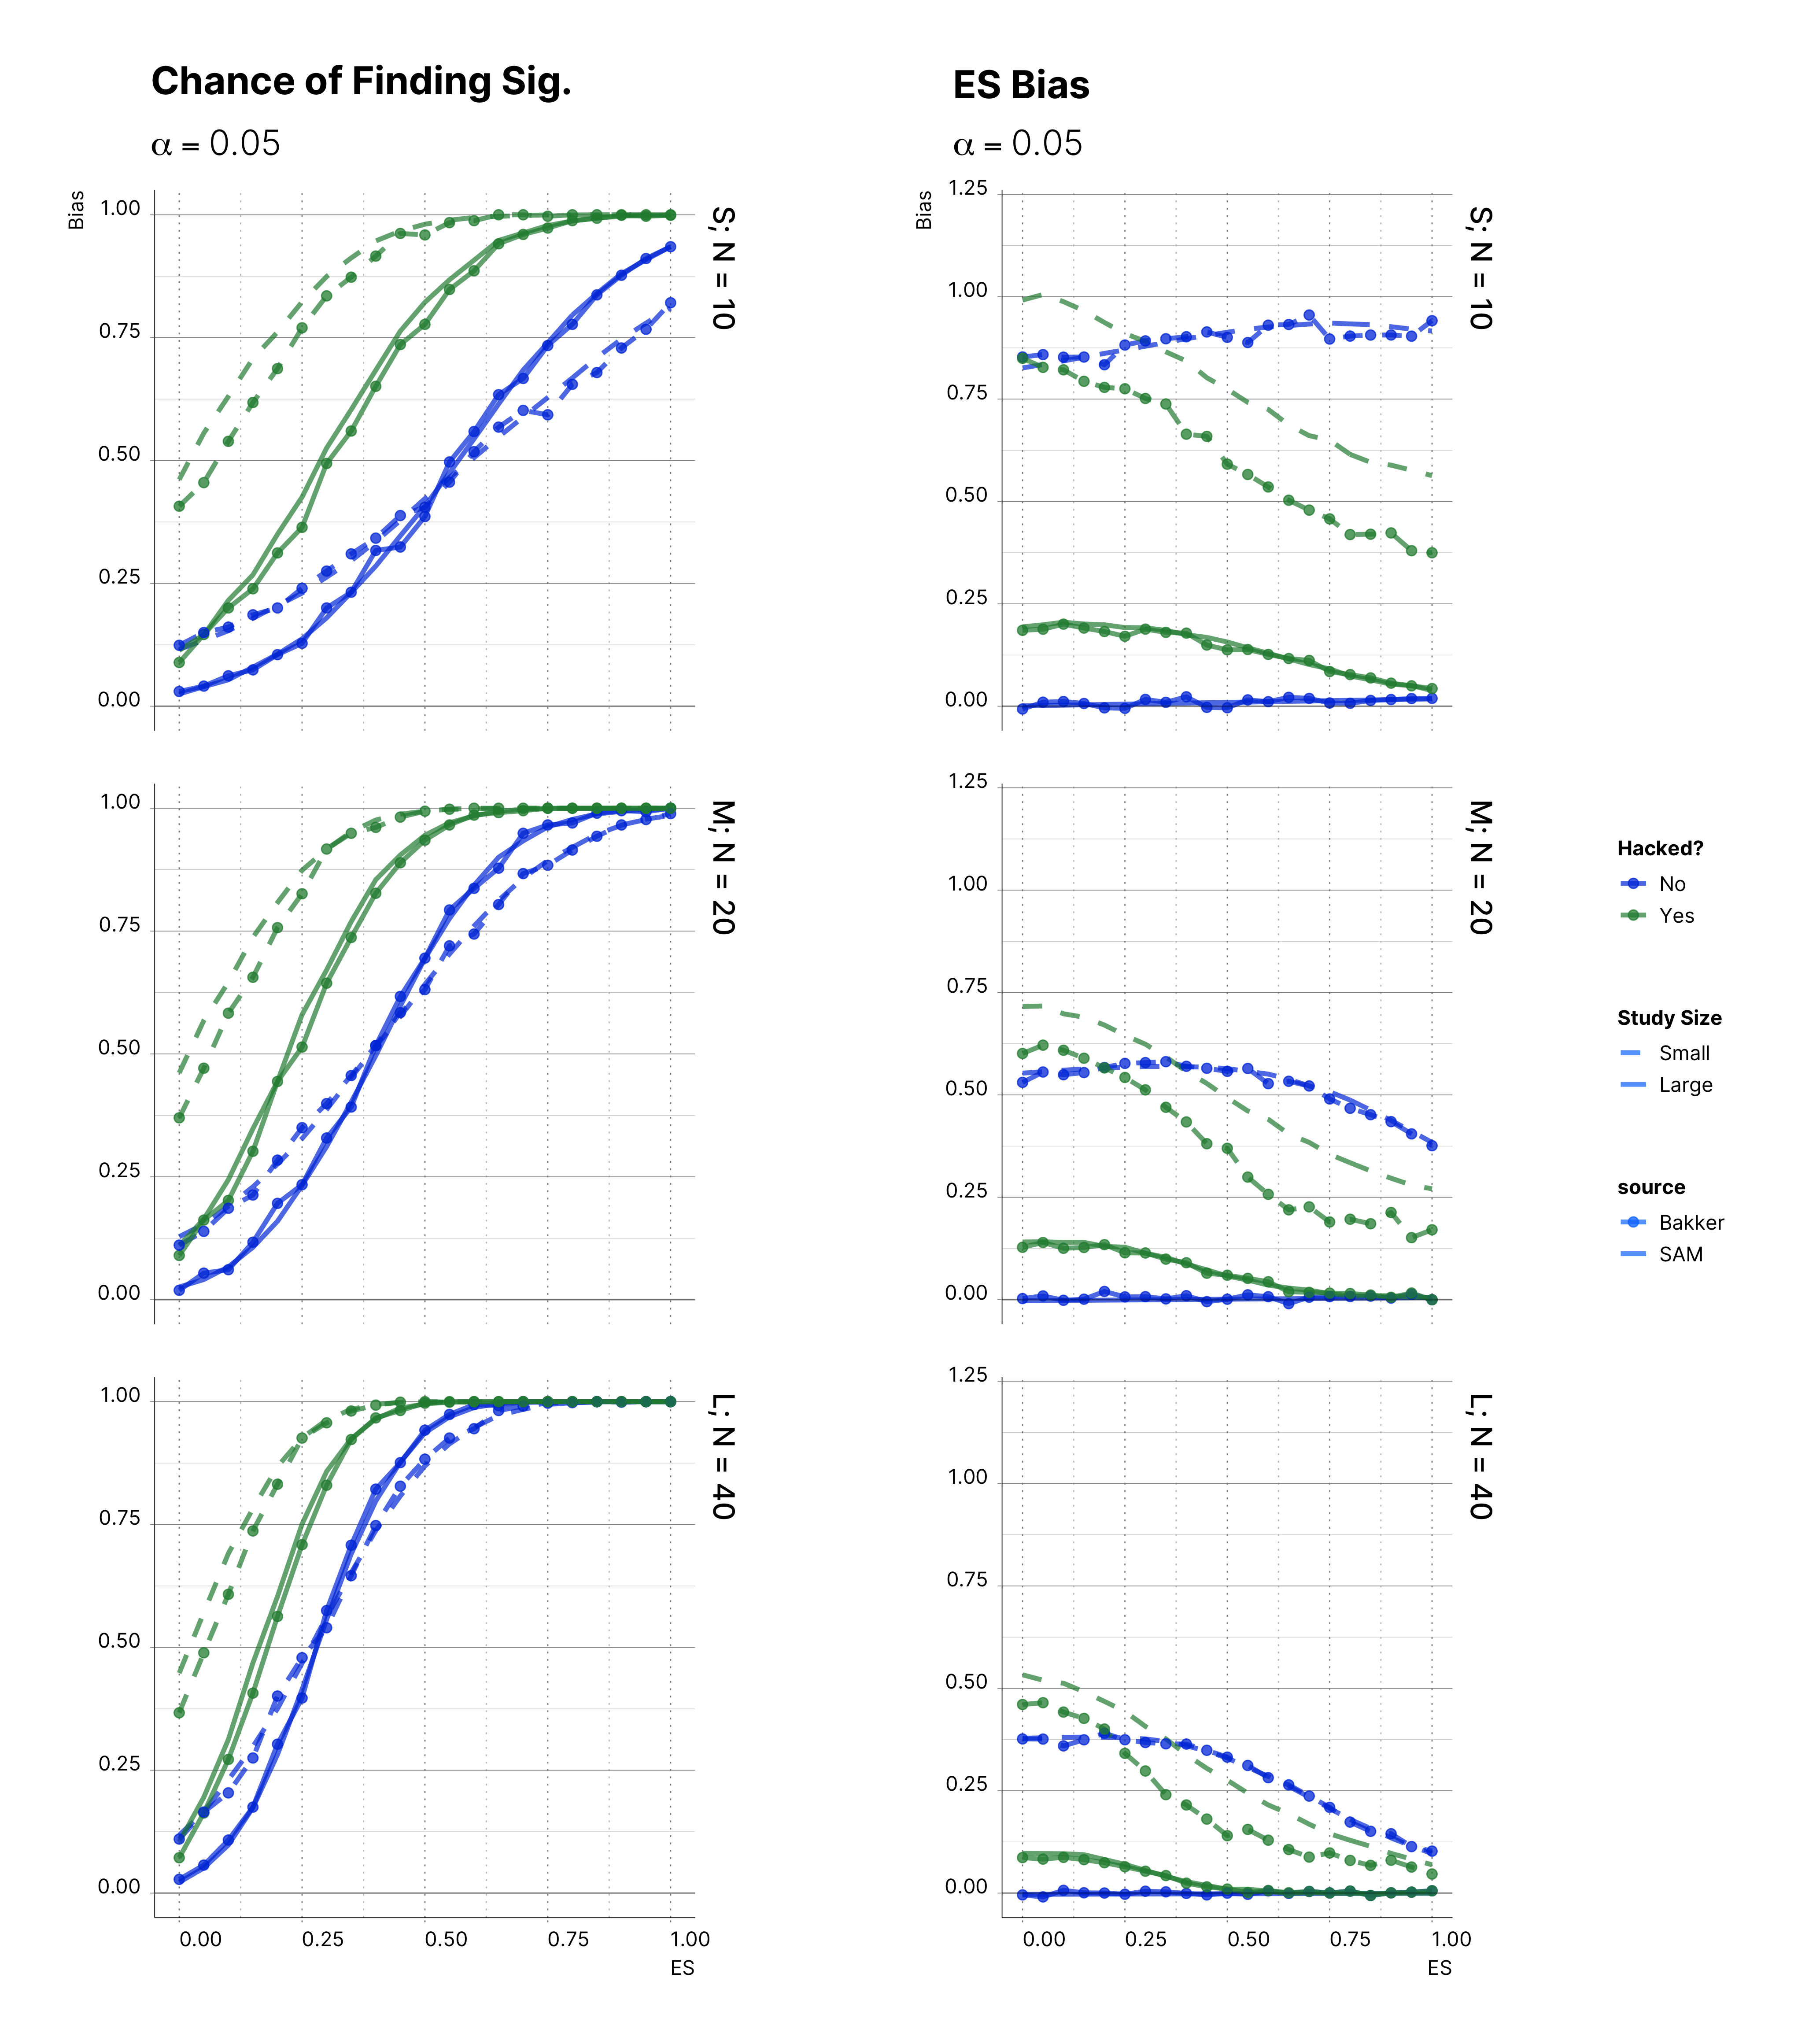 Chance of Finding Sig.
α = 0.05
Bias
1.00
0.75
0.50
0.25
0.00
S; N = 10
1.00
0.75
0.50
0.25
0.00
M; N = 20
1.00
0.75
0.50
0.25
0.00
L; N = 40
0.00 0.25 0.50 0.75 1.00
ES
ES Bias
α = 0.05
Bias
1.25
1.00
0.75
0.50
0.25
0.00
S; N = 10
1.25
1.00
0.75
0.50
0.25
0.00
M; N = 20
1.25
1.00
0.75
0.50
0.25
0.00
L; N = 40
0.00 0.25 0.50 0.75 1.00
ES
Hacked?
No
Yes
Study Size
Small
Large
source
Bakker
SAM